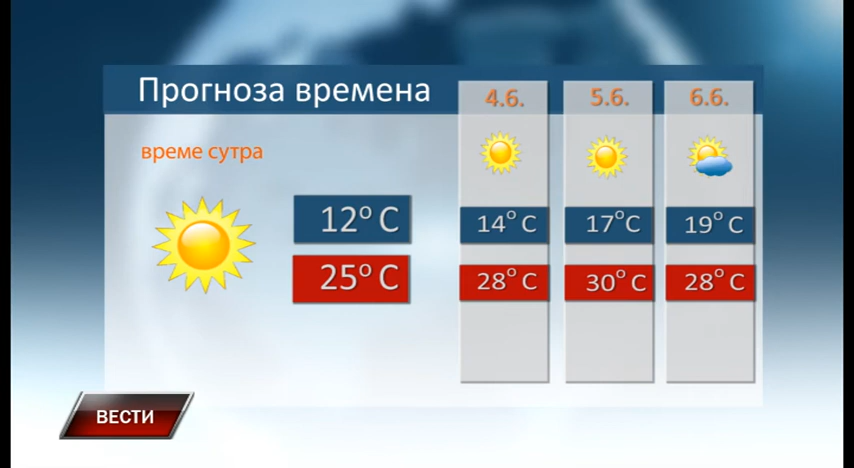 Прогноза времена
време сутра
12° C
25° C
4.6.
5.6.
6.6.
14° C
17°C
19° C
28° C
30° C
28° C
ВЕСТИ